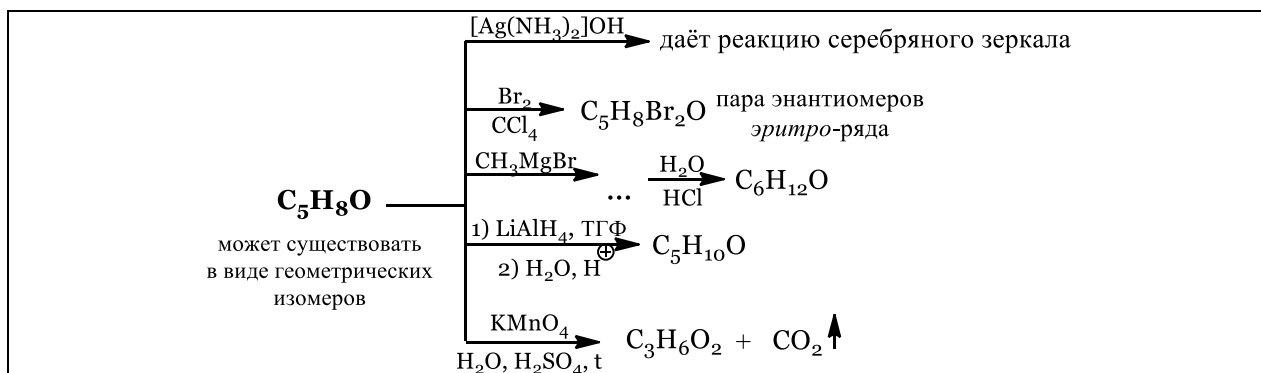 [Ag(NH₃)₂]OH
даёт реакцию серебряного зеркала
Br₂
CCl₄
C₅H₈Br₂O
пара энантиомеров
эритро-ряда
CH₃MgBr
...
H₂O
HCl
C₆H₁₂O
C₅H₈O
может существовать
в виде геометрических
изомеров
1) LiAlH₄, ТГФ
2) H₂O, H⊕
C₅H₁₀O
KMnO₄
H₂O, H₂SO₄, t
C₃H₆O₂ + CO₂